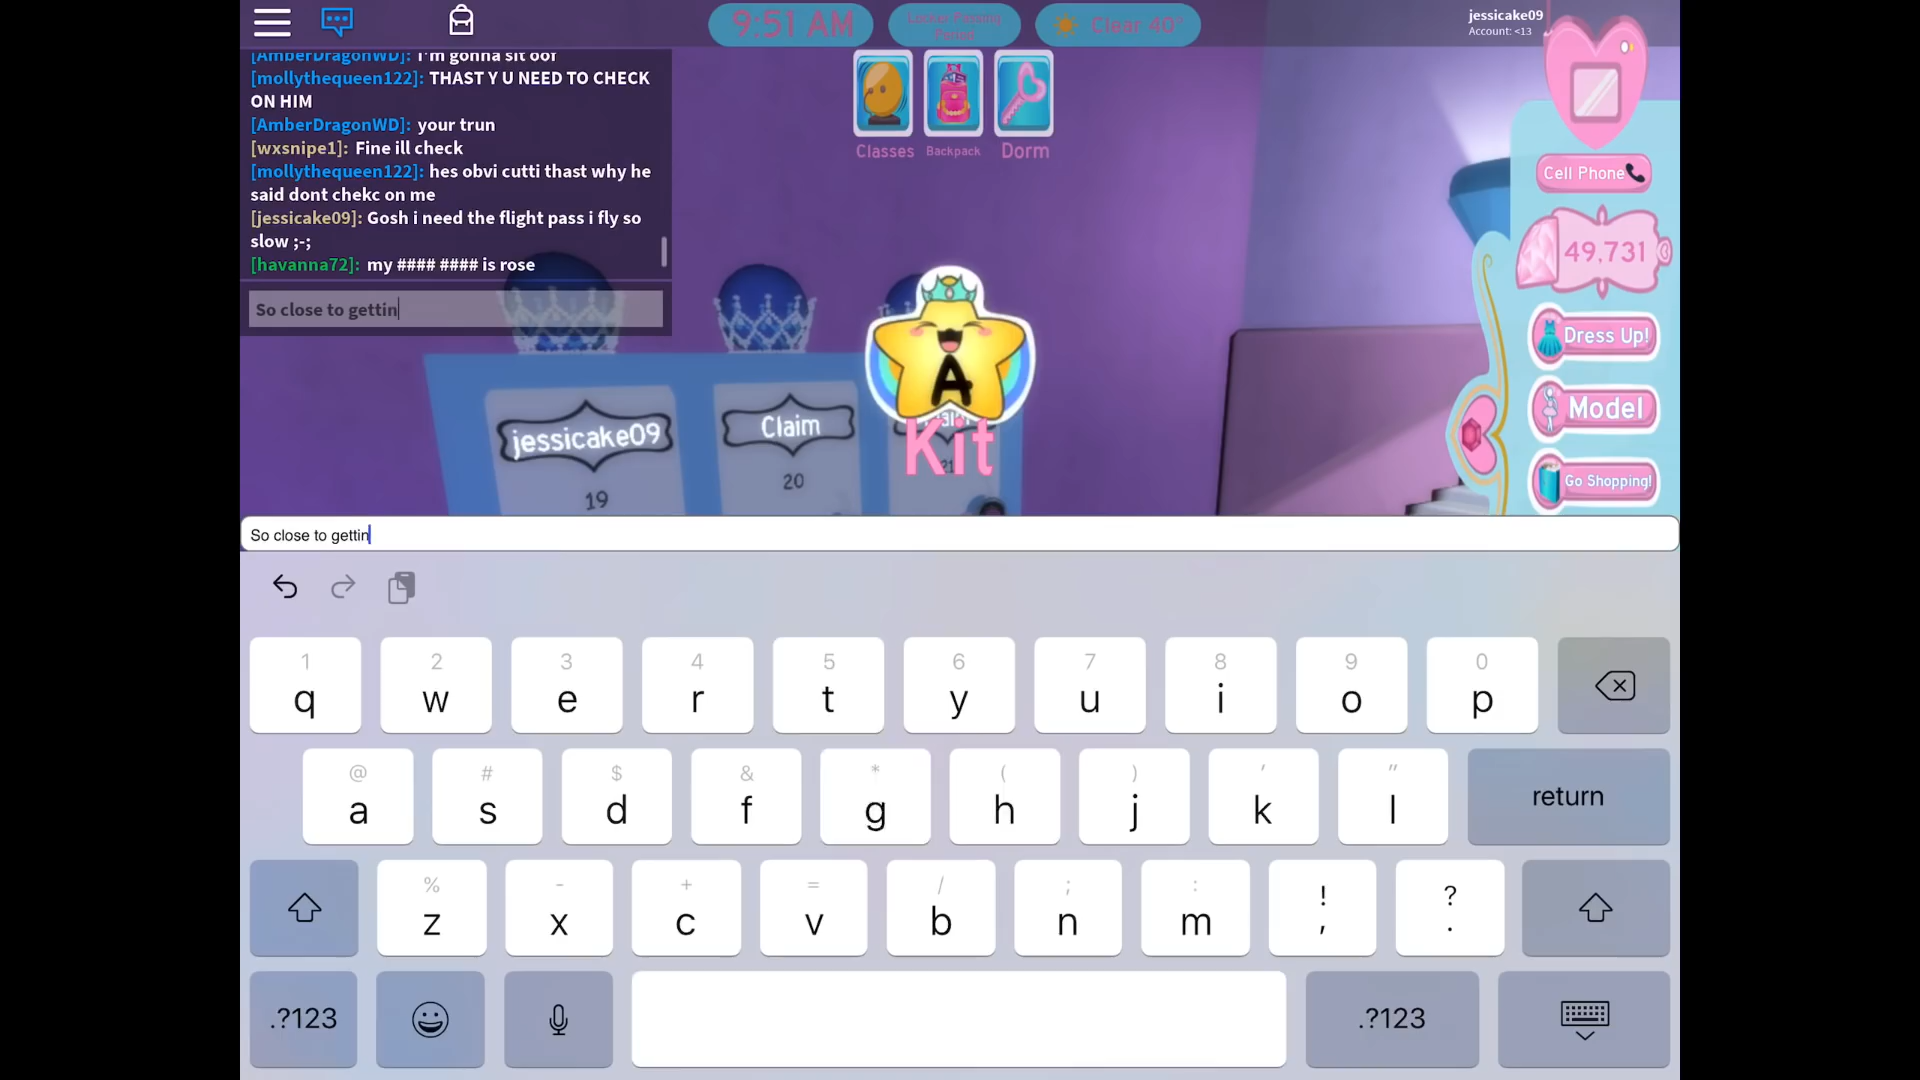 9:51 AM
Clear 40°
jessicake09
Account: <13
[AmberDragonWD]: i'm gonna sit oof
[mollythequeen122]: THAST Y U NEED TO CHECK
ON HIM
[AmberDragonWD]: your trun
[wxsnipe1]: Fine ill check
[mollythequeen122]: hes obvi cutti thast why he
said dont chekc on me
[jessicake09]: Gosh i need the flight pass i fly so
slow ;-;
[havanna72]: my #### #### is rose
So close to gettin
Classes
Backpack
Dorm
Cell Phone
49,731
Dress Up!
Model
Go Shopping!
A
Kit
jessicake09
19
Claim
20
21
So close to gettin
1 2 3 4 5 6 7 8 9 0
q w e r t y u i o p
@ # $ & * ( ) ' "
a s d f g h j k l return
% - + = / ; : ! ?
z x c v b n m , .
.?123 .?123